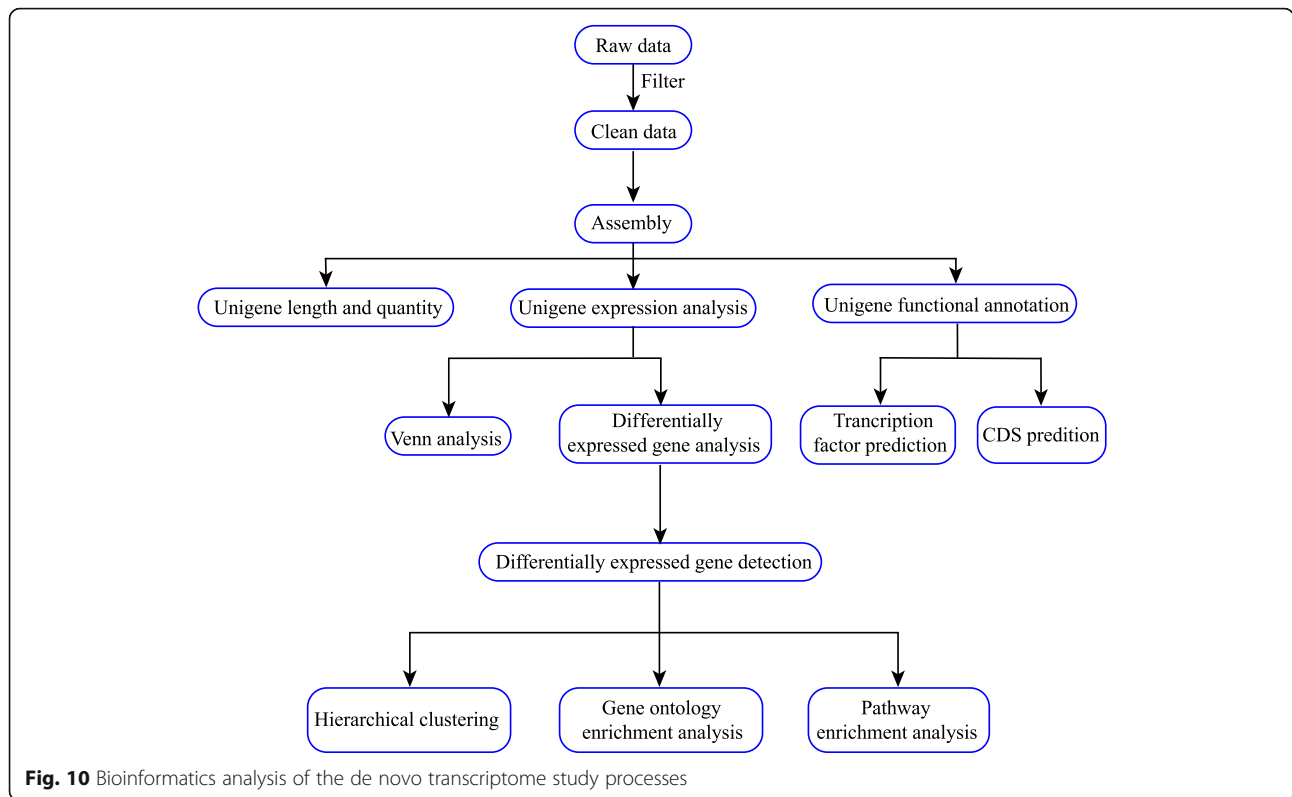 Raw data
Filter
Clean data
Assembly
Unigene length and quantity
Unigene expression analysis
Unigene functional annotation
Venn analysis
Differentially
expressed gene analysis
Trancription
factor prediction
CDS predition
Differentially expressed gene detection
Hierarchical clustering
Gene ontology
enrichment analysis
Pathway
enrichment analysis
Fig. 10 Bioinformatics analysis of the de novo transcriptome study processes